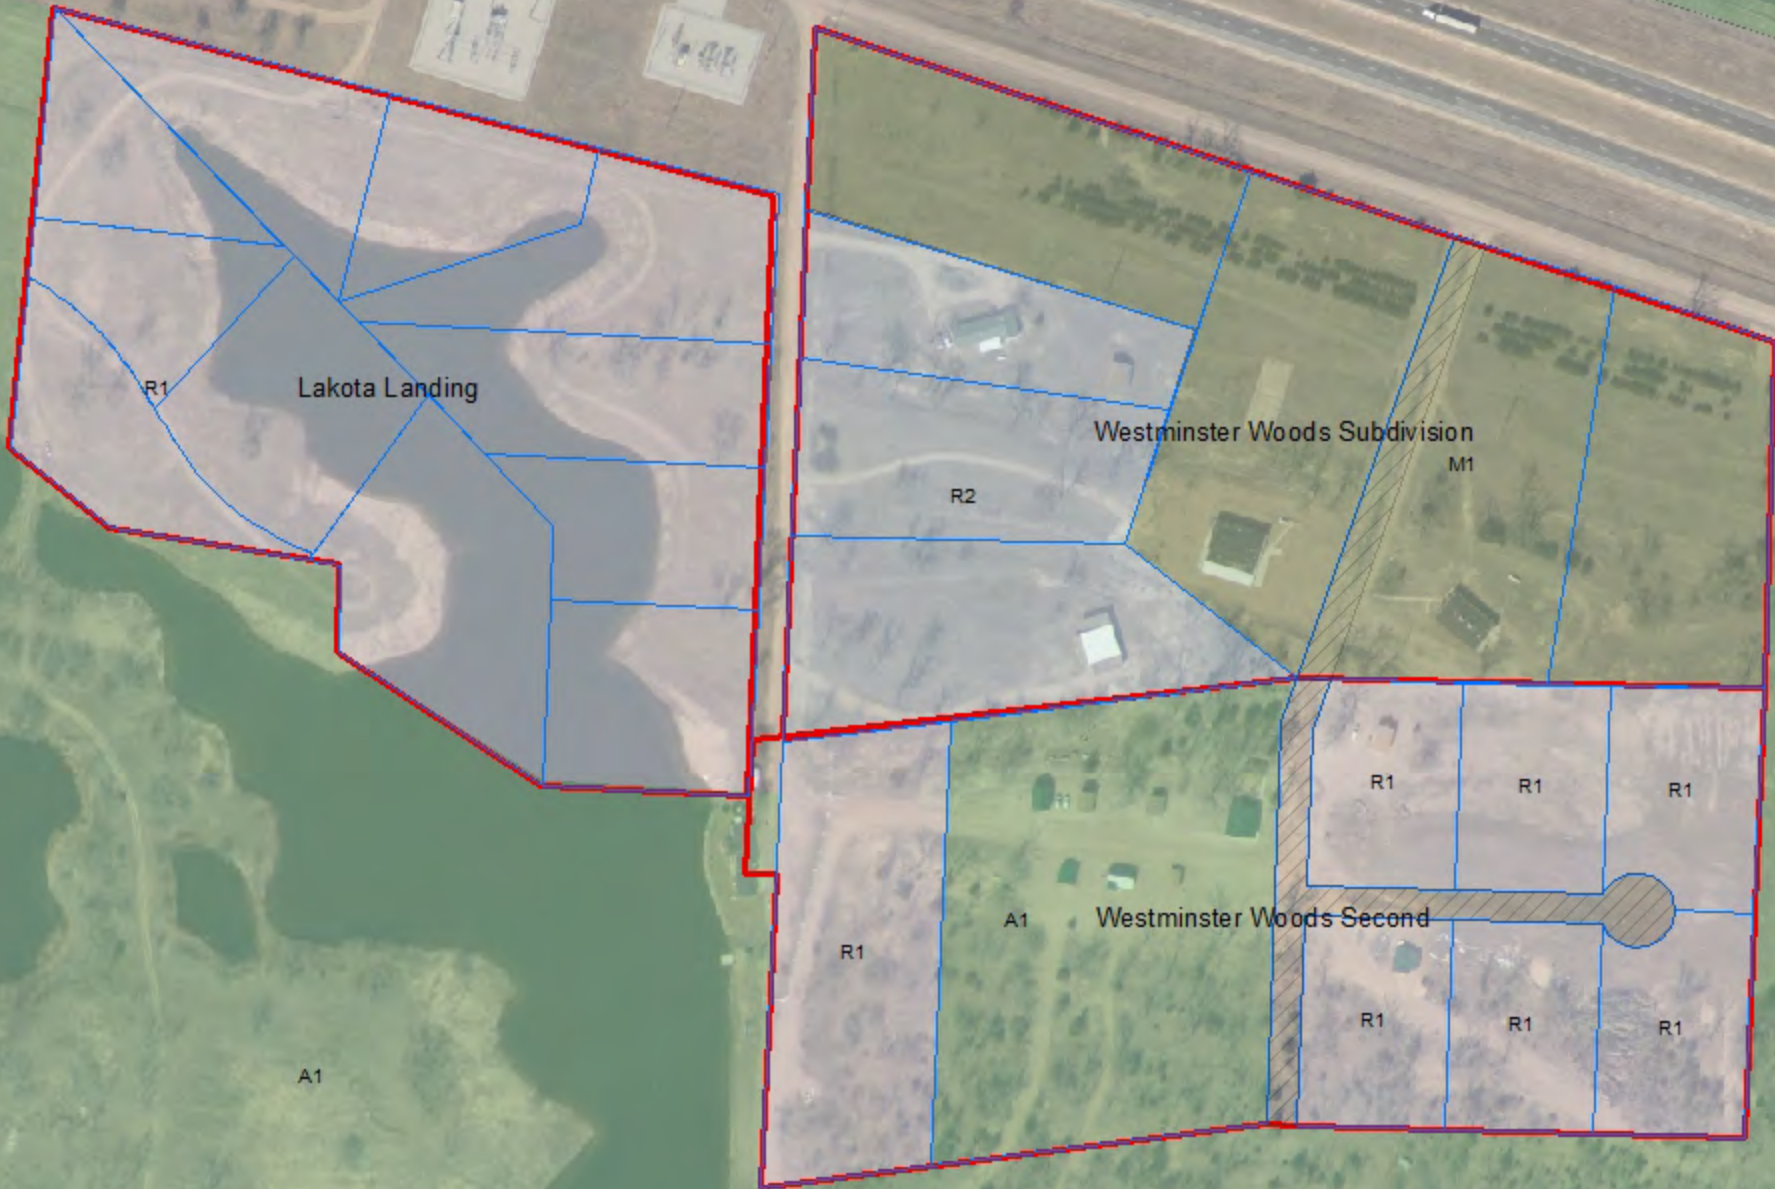 R1
Lakota Landing
Westminster Woods Subdivision
M1
R2
R1
R1
R1
A1
Westminster Woods Second
R1
R1
R1
R1
A1